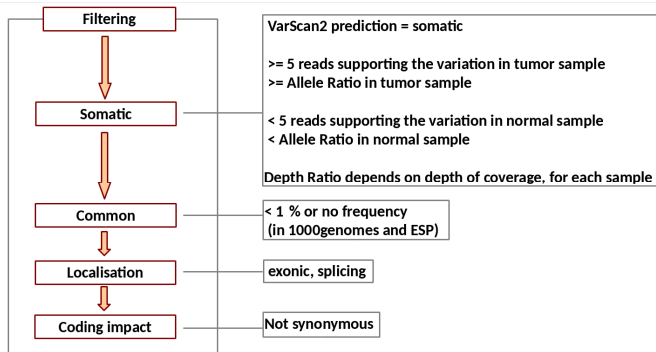 Filtering
VarScan2 prediction = somatic
>= 5 reads supporting the variation in tumor sample
>= Allele Ratio in tumor sample
Somatic
< 5 reads supporting the variation in normal sample
< Allele Ratio in normal sample
Depth Ratio depends on depth of coverage, for each sample
Common
< 1 % or no frequency
(in 1000genomes and ESP)
Localisation
exonic, splicing
Coding impact
Not synonymous